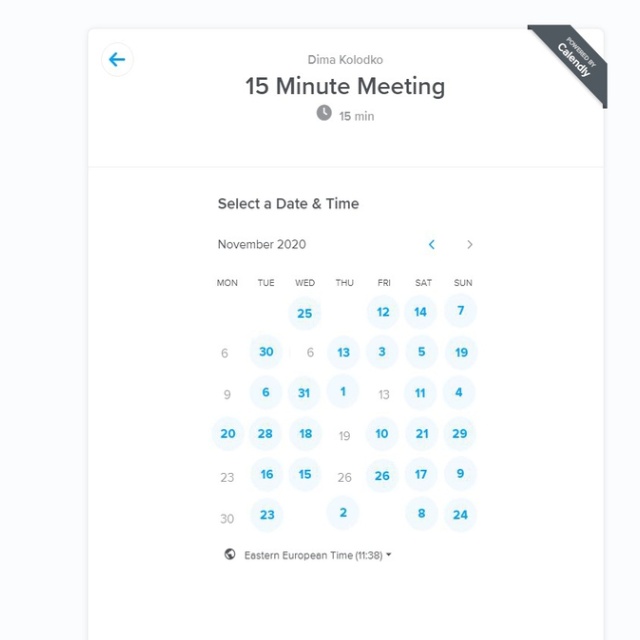 POWERED BY
Calendly
Dima Kolodko
15 Minute Meeting
15 min
Select a Date & Time
November 2020
MON TUE WED THU FRI SAT SUN
25 12 14 7
6 30 6 13 3 5 19
9 6 31 1 13 11 4
20 28 18 19 10 21 29
23 16 15 26 26 17 9
30 23 2 8 24
Eastern European Time (11:38)